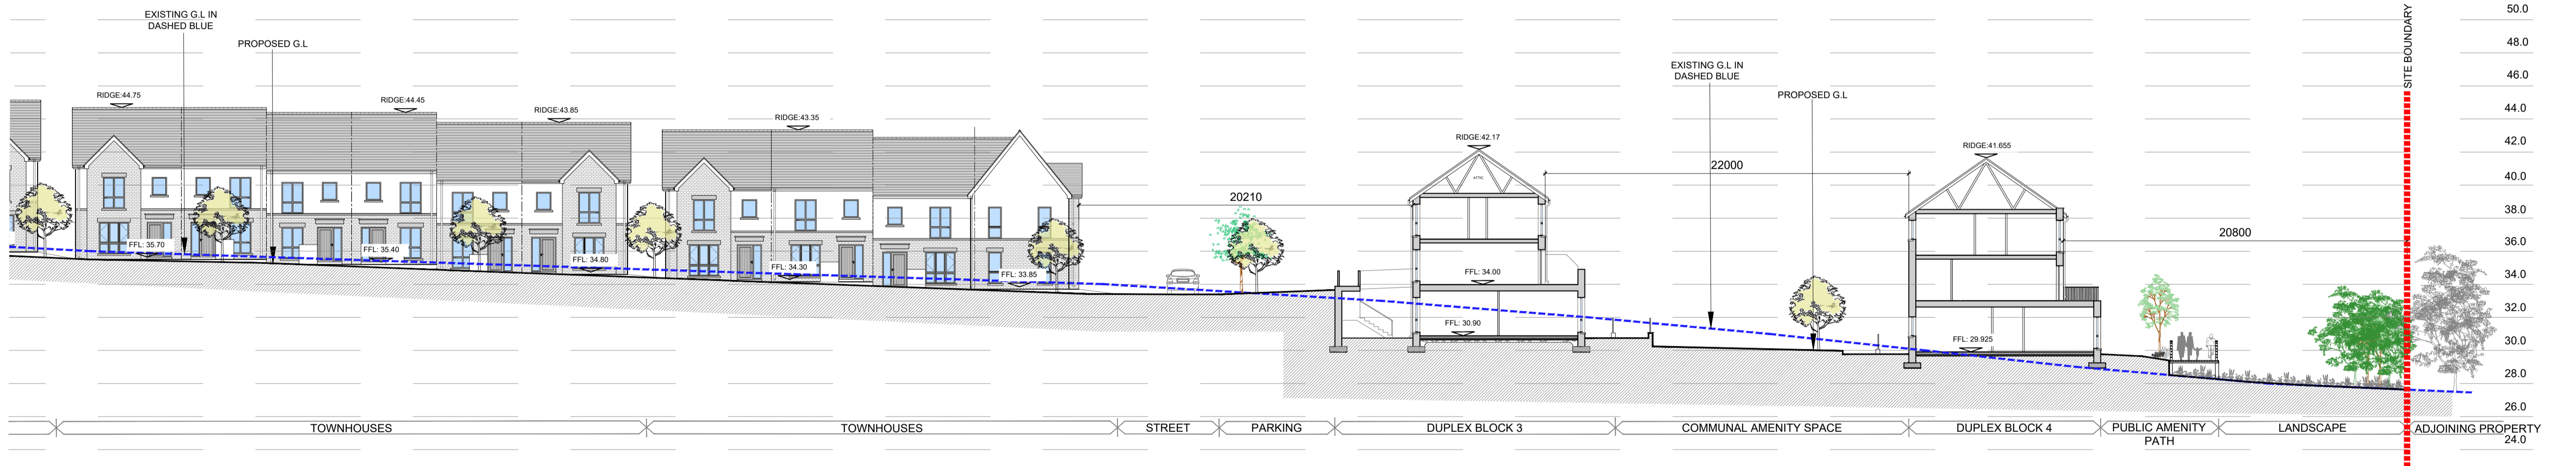 EXISTING G.L IN
DASHED BLUE
PROPOSED G.L
RIDGE:44.75
RIDGE:44.45
RIDGE:43.85
RIDGE:43.35
FFL: 35.70
FFL: 35.40
FFL: 34.80
FFL: 34.30
FFL: 33.85
20210
RIDGE:42.17
ATTIC
FFL: 34.00
FFL: 30.90
22000
EXISTING G.L IN
DASHED BLUE
PROPOSED G.L
RIDGE:41.655
FFL: 29.925
20800
SITE BOUNDARY
50.0
48.0
46.0
44.0
42.0
40.0
38.0
36.0
34.0
32.0
30.0
28.0
26.0
24.0
TOWNHOUSES
TOWNHOUSES
STREET
PARKING
DUPLEX BLOCK 3
COMMUNAL AMENITY SPACE
DUPLEX BLOCK 4
PUBLIC AMENITY
PATH
LANDSCAPE
ADJOINING PROPERTY